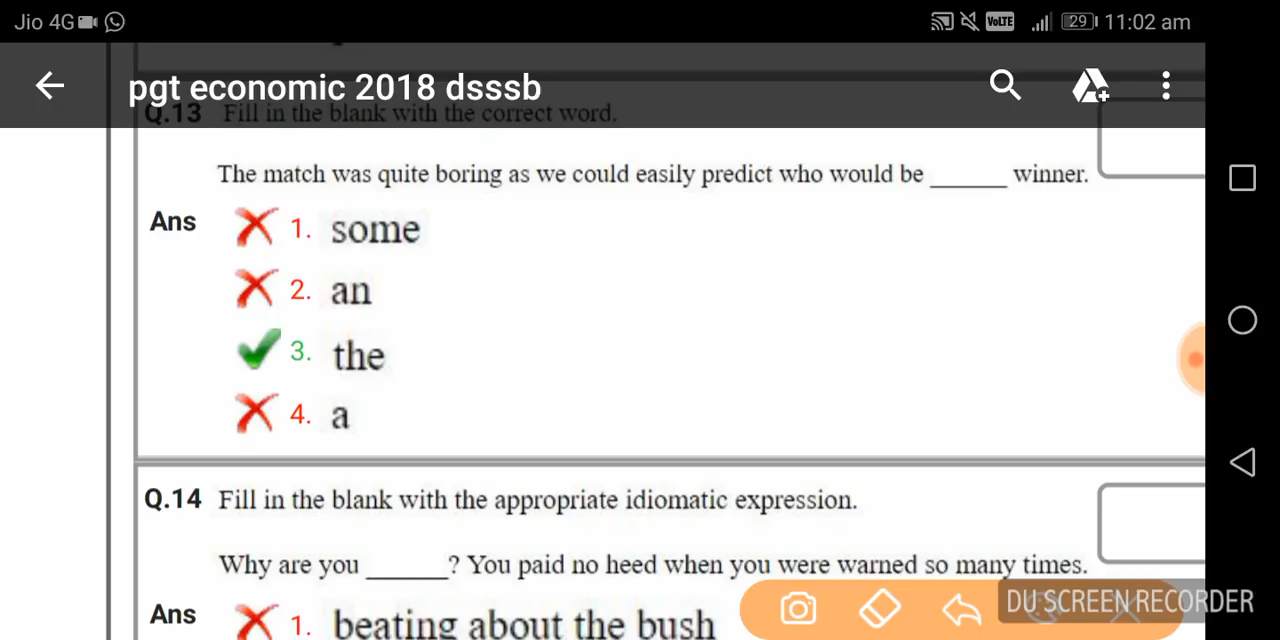 Jio 4G VoLTE 29 11:02 am
pgt economic 2018 dsssb
Q.13 Fill in the blank with the correct word.
The match was quite boring as we could easily predict who would be ______ winner.
Ans 1. some
2. an
3. the
4. a
Q.14 Fill in the blank with the appropriate idiomatic expression.
Why are you ______? You paid no heed when you were warned so many times.
DU SCREEN RECORDER
Ans 1. beating about the bush